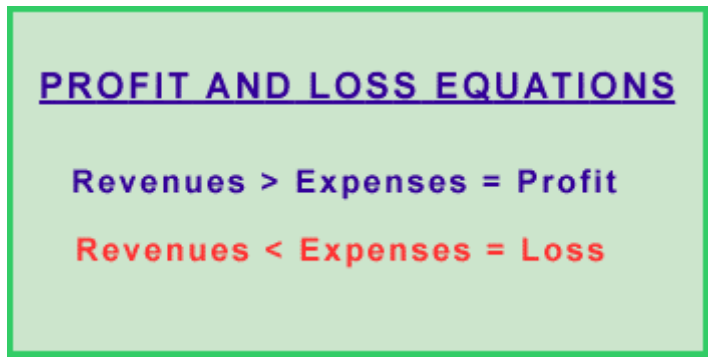 PROFIT AND LOSS EQUATIONS
Revenues > Expenses = Profit
Revenues < Expenses = Loss